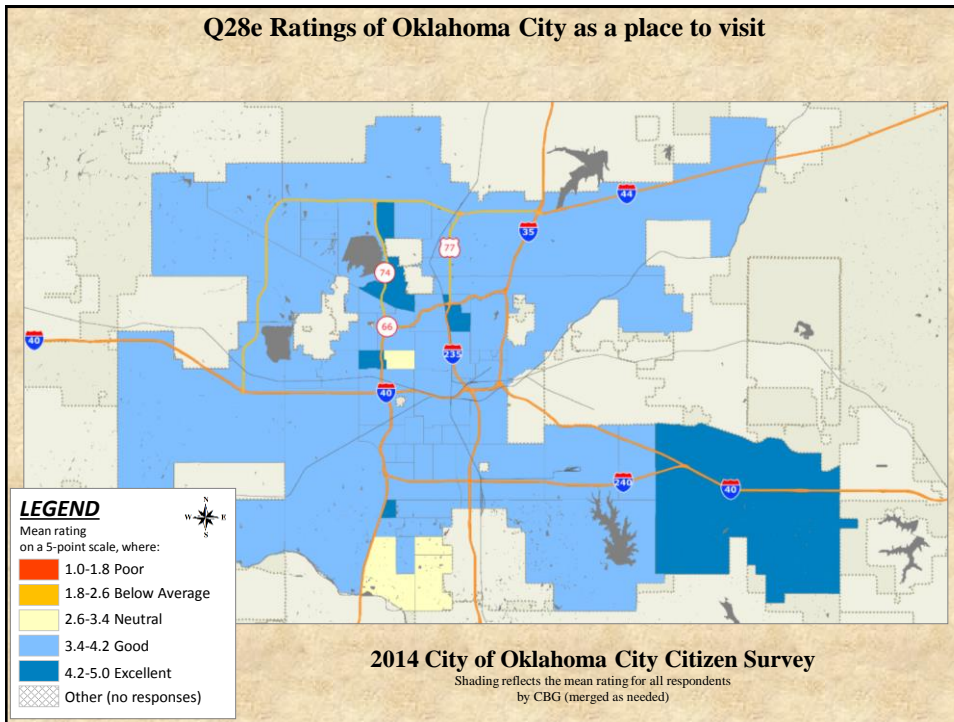 Q28e Ratings of Oklahoma City as a place to visit
44
35
77
74
66
40
235
40
240
40
LEGEND
N
W E
S
Mean rating
on a 5-point scale, where:
1.0-1.8 Poor
1.8-2.6 Below Average
2.6-3.4 Neutral
3.4-4.2 Good
4.2-5.0 Excellent
Other (no responses)
2014 City of Oklahoma City Citizen Survey
Shading reflects the mean rating for all respondents
by CBG (merged as needed)